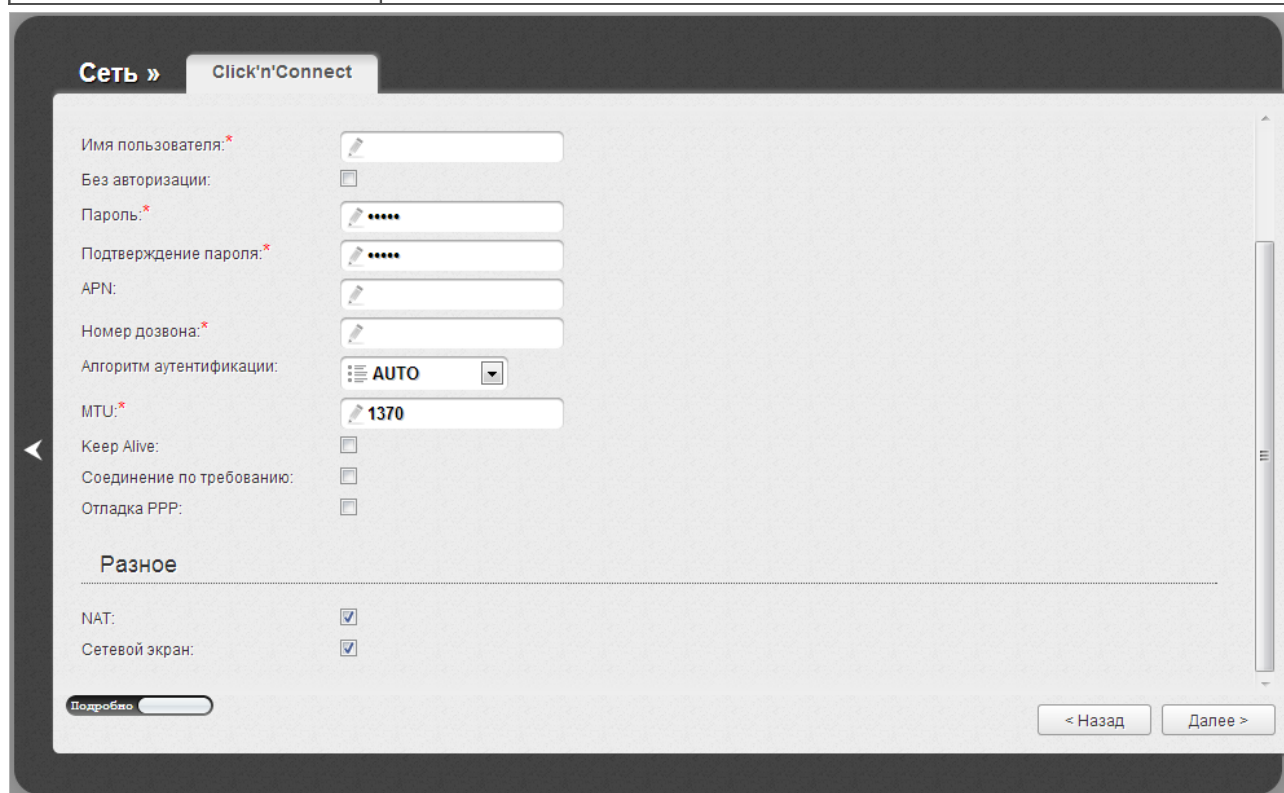 Сеть » Click'n'Connect
Имя пользователя:*
Без авторизации:
Пароль:* •••••
Подтверждение пароля:* •••••
APN:
Номер дозвона:*
Алгоритм аутентификации: AUTO
MTU:* 1370
Keep Alive:
Соединение по требованию:
Отладка PPP:
Разное
NAT:
Сетевой экран:
Подробно
< Назад Далее >